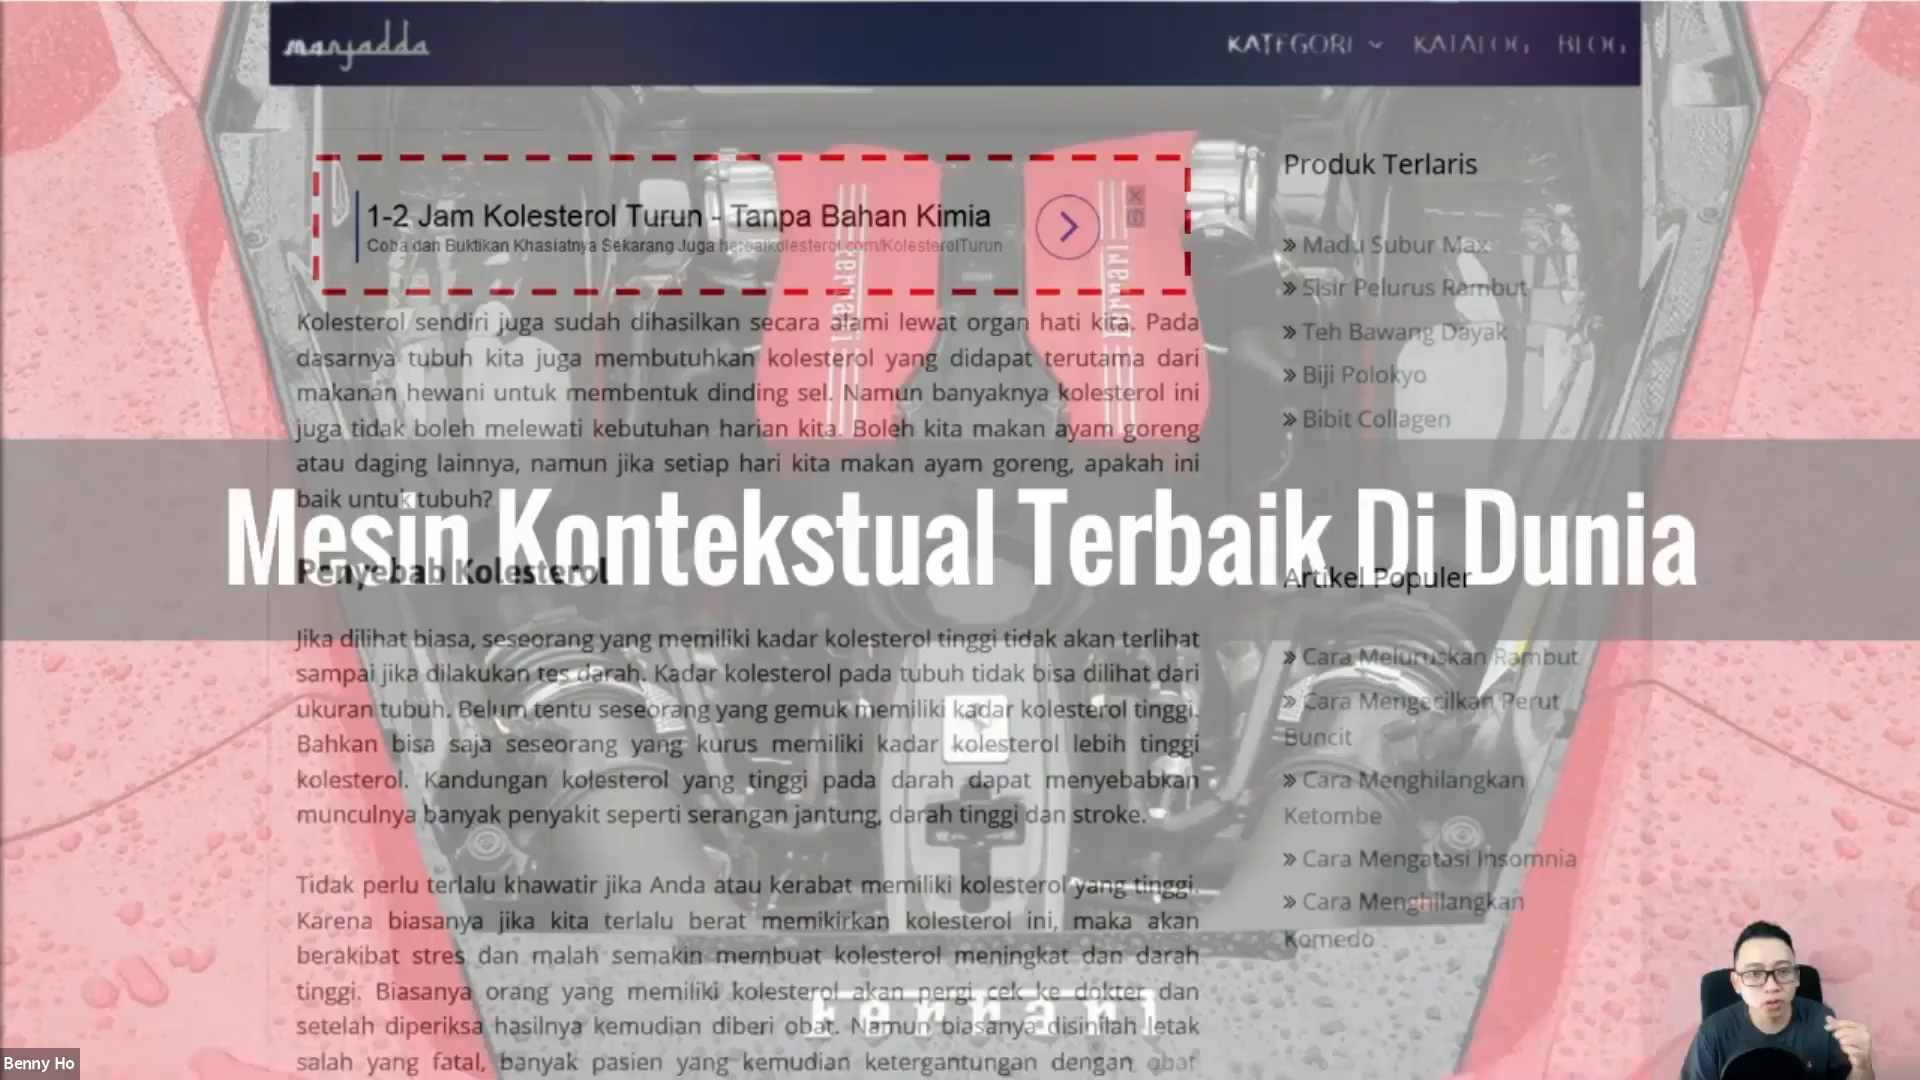 manjadda
KATEGORI KATALOG BLOG
1-2 Jam Kolesterol Turun - Tanpa Bahan Kimia
Coba dan Buktikan Khasiatnya Sekarang Juga herbalkolesterol.com/KolesterolTurun
Ferrari
Ferrari
Kolesterol sendiri juga sudah dihasilkan secara alami lewat organ hati kita. Pada
dasarnya tubuh kita juga membutuhkan kolesterol yang didapat terutama dari
makanan hewani untuk membentuk dinding sel. Namun banyaknya kolesterol ini
juga tidak boleh melewati kebutuhan harian kita. Boleh kita makan ayam goreng
atau daging lainnya, namun jika setiap hari kita makan ayam goreng, apakah ini
baik untuk tubuh?
Mesin Kontekstual Terbaik Di Dunia
Penyebab Kolesterol
Jika dilihat biasa, seseorang yang memiliki kadar kolesterol tinggi tidak akan terlihat
sampai jika dilakukan tes darah. Kadar kolesterol pada tubuh tidak bisa dilihat dari
ukuran tubuh. Belum tentu seseorang yang gemuk memiliki kadar kolesterol tinggi.
Bahkan bisa saja seseorang yang kurus memiliki kadar kolesterol lebih tinggi
kolesterol. Kandungan kolesterol yang tinggi pada darah dapat menyebabkan
munculnya banyak penyakit seperti serangan jantung, darah tinggi dan stroke.
Tidak perlu terlalu khawatir jika Anda atau kerabat memiliki kolesterol yang tinggi.
Karena biasanya jika kita terlalu berat memikirkan kolesterol ini, maka akan
berakibat stres dan malah semakin membuat kolesterol meningkat dan darah
tinggi. Biasanya orang yang memiliki kolesterol akan pergi cek ke dokter dan
setelah diperiksa hasilnya kemudian diberi obat. Namun biasanya disinilah letak
salah yang fatal, banyak pasien yang kemudian ketergantungan dengan obat
Ferrari
Produk Terlaris
» Madu Subur Max
» Sisir Pelurus Rambut
» Teh Bawang Dayak
» Biji Polokyo
» Bibit Collagen
Artikel Populer
» Cara Meluruskan Rambut
» Cara Mengecilkan Perut
Buncit
» Cara Menghilangkan
Ketombe
» Cara Mengatasi Insomnia
» Cara Menghilangkan
Komedo
Benny Ho